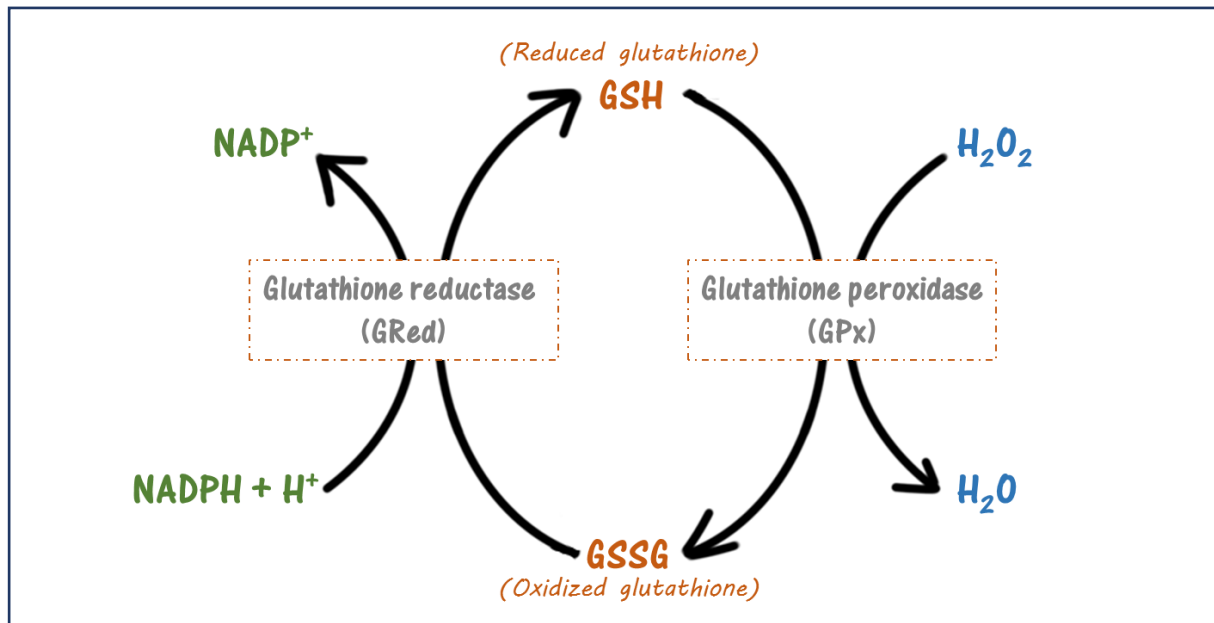 (Reduced glutathione)
GSH
NADP⁺
H₂O₂
Glutathione reductase
(GRed)
Glutathione peroxidase
(GPx)
NADPH + H⁺
H₂O
GSSG
(Oxidized glutathione)